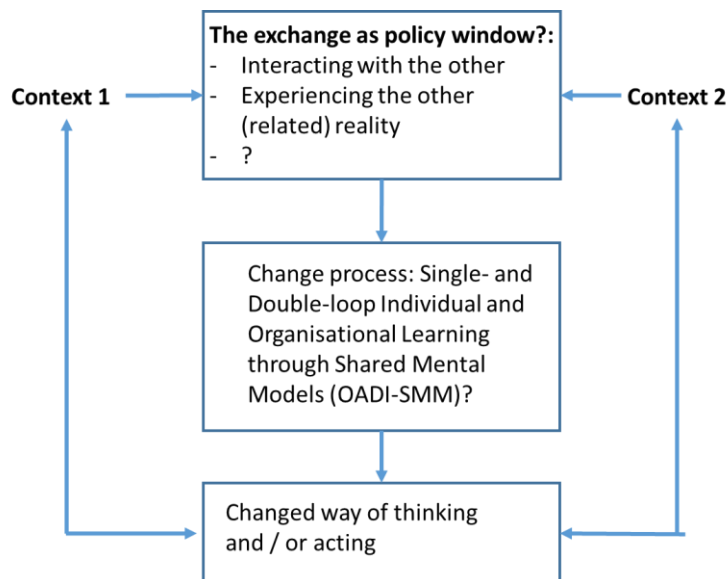 The exchange as policy window?:
- Interacting with the other
- Experiencing the other
(related) reality
- ?
Context 1
Context 2
Change process: Single- and
Double-loop Individual and
Organisational Learning
through Shared Mental
Models (OADI-SMM)?
Changed way of thinking
and / or acting